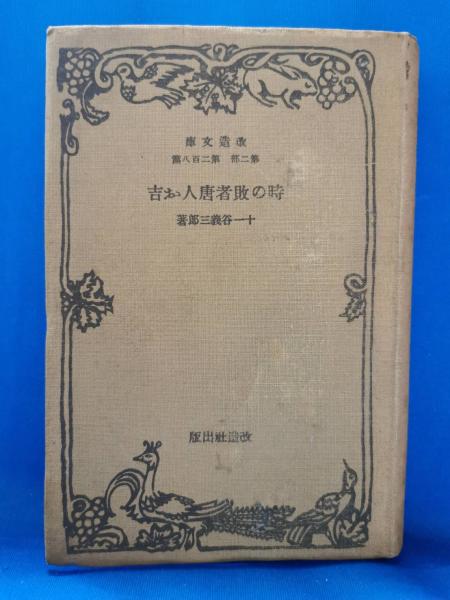 改造文庫
第二部 第二百八篇
時の敗者唐人お吉
十一谷義三郎著
改造社出版